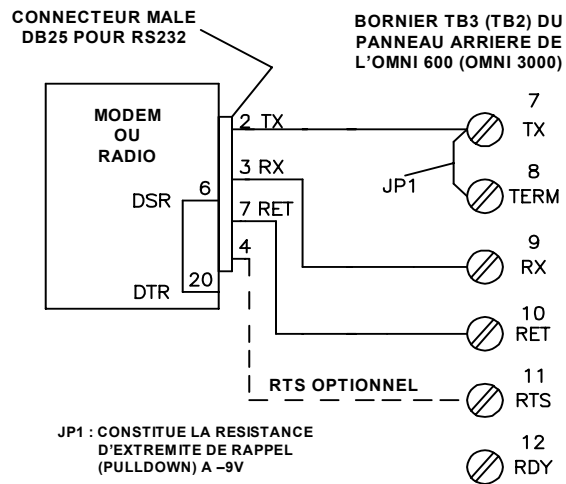 CONNECTEUR MALE
DB25 POUR RS232
BORNIER TB3 (TB2) DU
PANNEAU ARRIERE DE
L'OMNI 600 (OMNI 3000)
MODEM
OU
RADIO
DSR
6
DTR
20
2 TX
3 RX
7 RET
4
JP1
7
TX
8
TERM
9
RX
10
RET
11
RTS
12
RDY
RTS OPTIONNEL
JP1 : CONSTITUE LA RESISTANCE
D'EXTREMITE DE RAPPEL
(PULLDOWN) A –9V